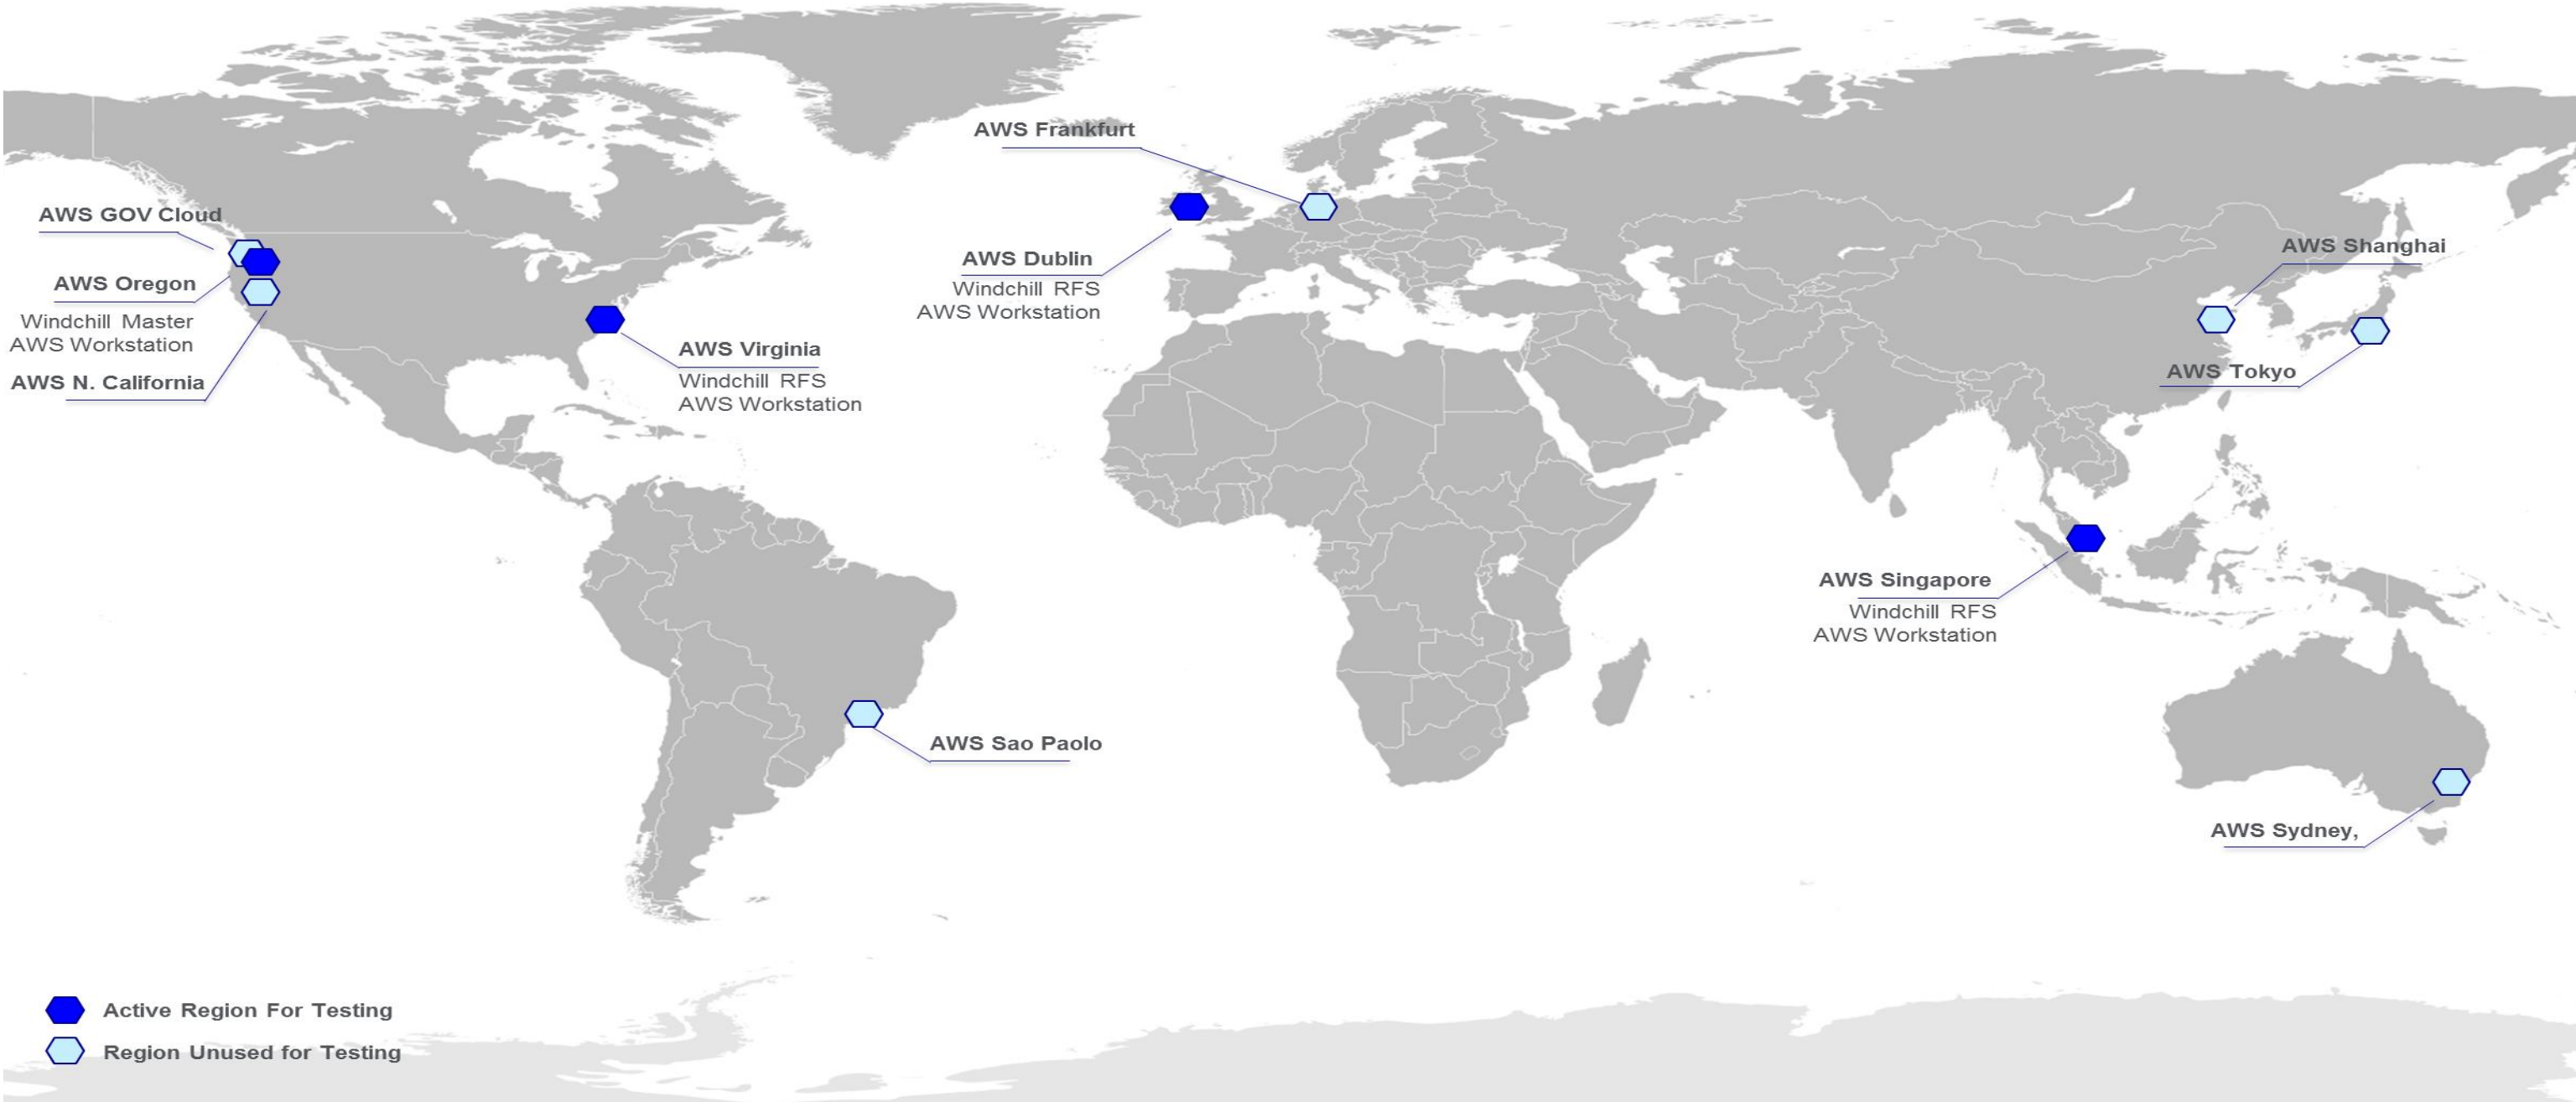 AWS Frankfurt
AWS GOV Cloud
AWS Oregon
Windchill Master
AWS Workstation
AWS N. California
AWS Virginia
Windchill RFS
AWS Workstation
AWS Dublin
Windchill RFS
AWS Workstation
AWS Shanghai
AWS Tokyo
AWS Singapore
Windchill RFS
AWS Workstation
AWS Sao Paolo
AWS Sydney,
Active Region For Testing
Region Unused for Testing